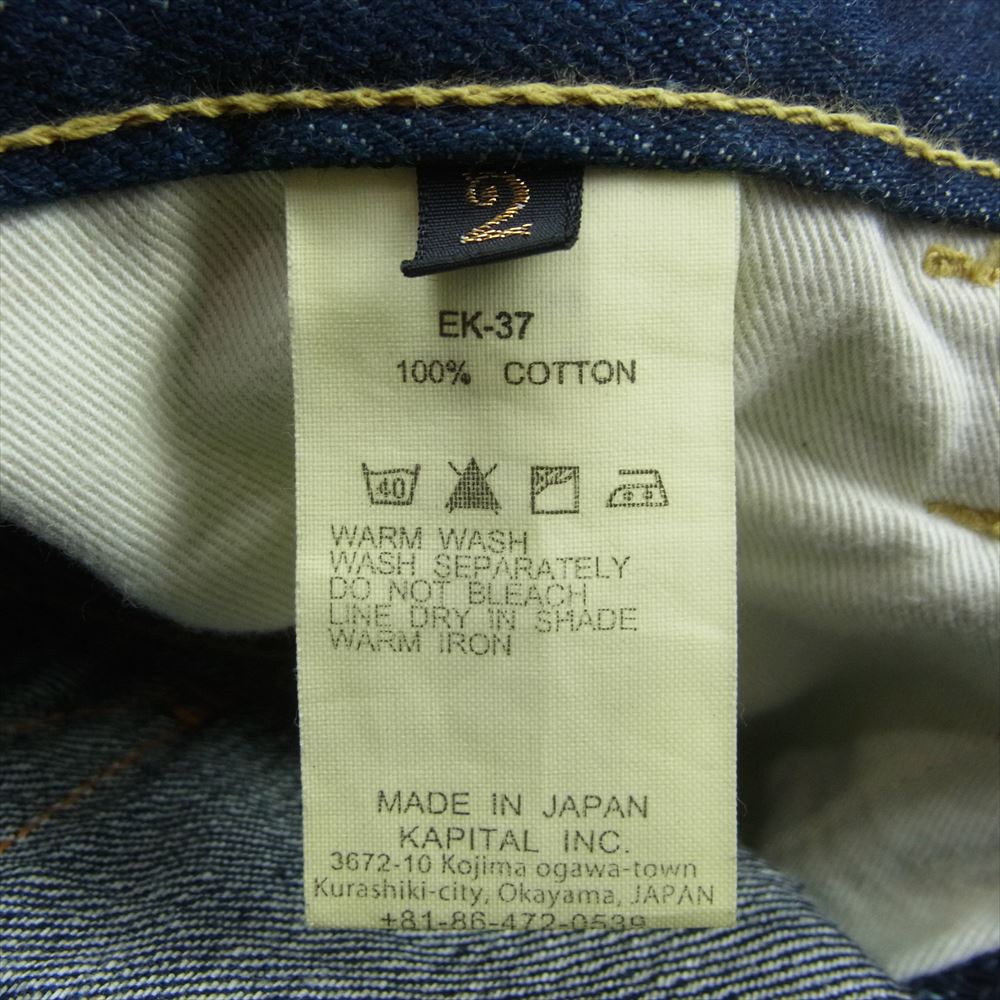 2
EK-37
100% COTTON
40
WARM WASH
WASH SEPARATELY
DO NOT BLEACH
LINE DRY IN SHADE
WARM IRON
MADE IN JAPAN
KAPITAL INC.
3672-10 Kojima ogawa-town
Kurashiki-city, Okayama, JAPAN
+81-86-472-0539